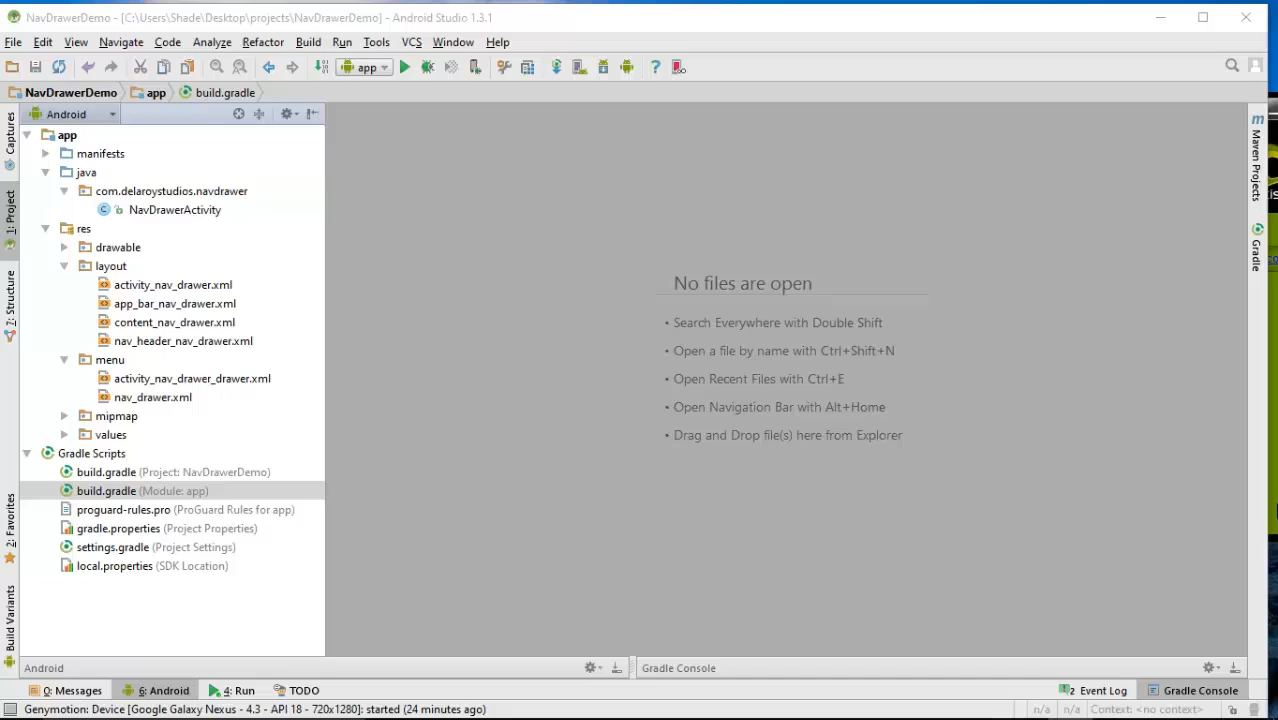 NavDrawerDemo - [C:\Users\Shade\Desktop\projects\NavDrawerDemo] - Android Studio 1.3.1
File Edit View Navigate Code Analyze Refactor Build Run Tools VCS Window Help
app
NavDrawerDemo app build.gradle
Android
Captures
1: Project
7: Structure
2: Favorites
Build Variants
app
manifests
java
com.delaroystudios.navdrawer
NavDrawerActivity
res
drawable
layout
activity_nav_drawer.xml
app_bar_nav_drawer.xml
content_nav_drawer.xml
nav_header_nav_drawer.xml
menu
activity_nav_drawer_drawer.xml
nav_drawer.xml
mipmap
values
Gradle Scripts
build.gradle (Project: NavDrawerDemo)
build.gradle (Module: app)
proguard-rules.pro (ProGuard Rules for app)
gradle.properties (Project Properties)
settings.gradle (Project Settings)
local.properties (SDK Location)
No files are open
• Search Everywhere with Double Shift
• Open a file by name with Ctrl+Shift+N
• Open Recent Files with Ctrl+E
• Open Navigation Bar with Alt+Home
• Drag and Drop file(s) here from Explorer
m
Maven Projects
Gradle
Android
Gradle Console
0: Messages 6: Android 4: Run TODO 2 Event Log Gradle Console
Genymotion: Device [Google Galaxy Nexus - 4.3 - API 18 - 720x1280]: started (24 minutes ago) n/a n/a Context: <no context>